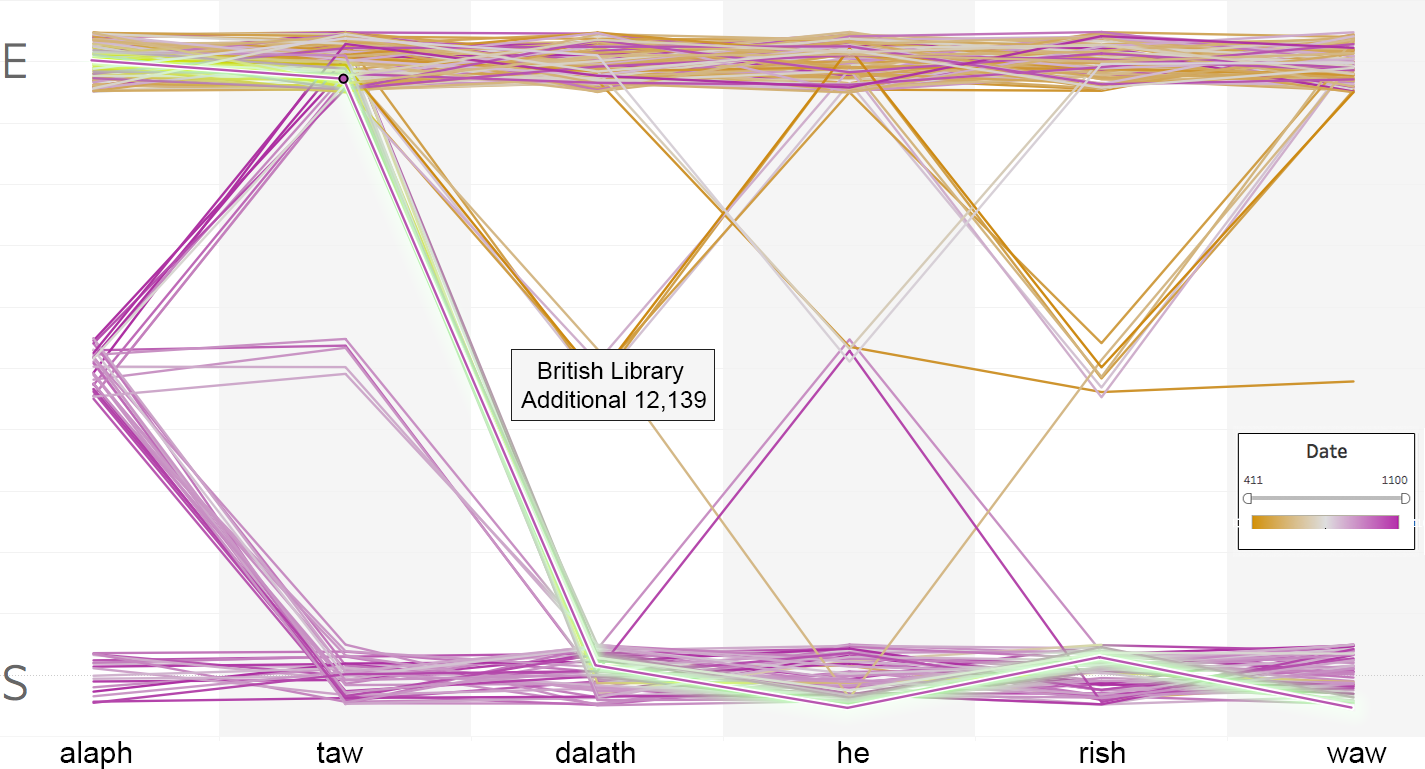 E
British Library
Additional 12,139
Date
411 1100
S
alaph taw dalath he rish waw